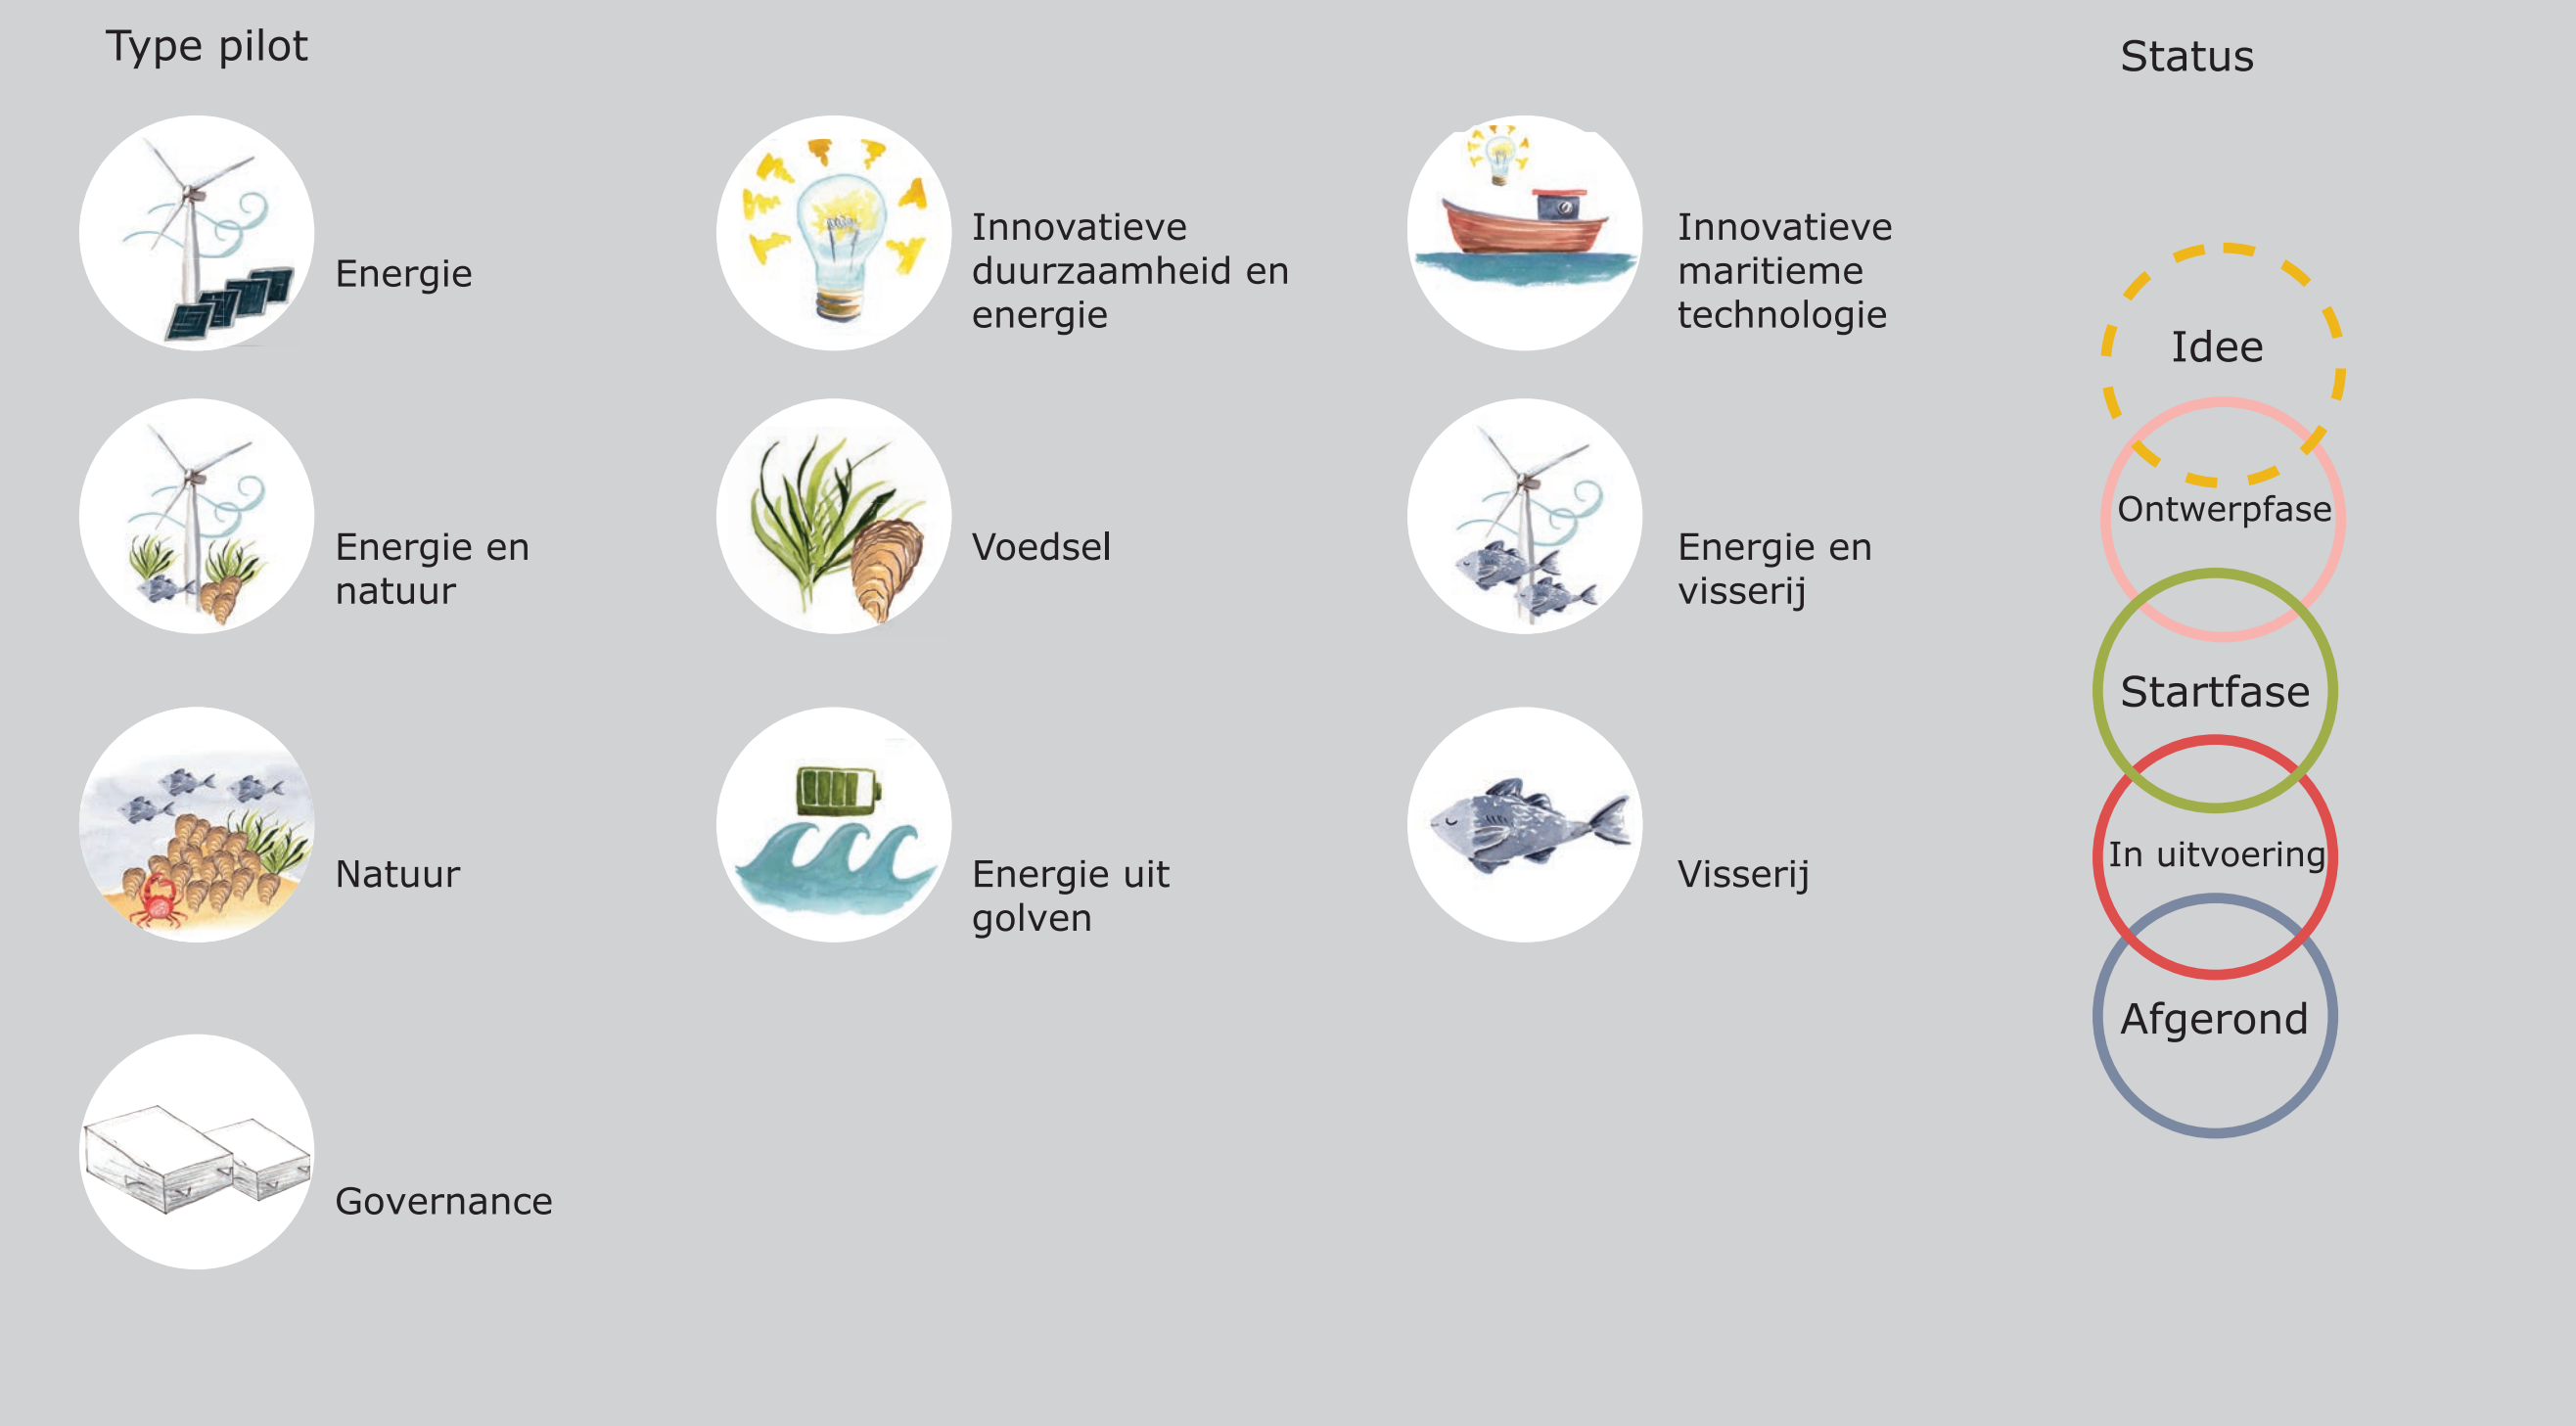 Type pilot
Status
Energie
Innovatieve
duurzaamheid en
energie
Innovatieve
maritieme
technologie
Energie en
natuur
Voedsel
Energie en
visserij
Natuur
Energie uit
golven
Visserij
Governance
Idee
Ontwerpfase
Startfase
In uitvoering
Afgerond